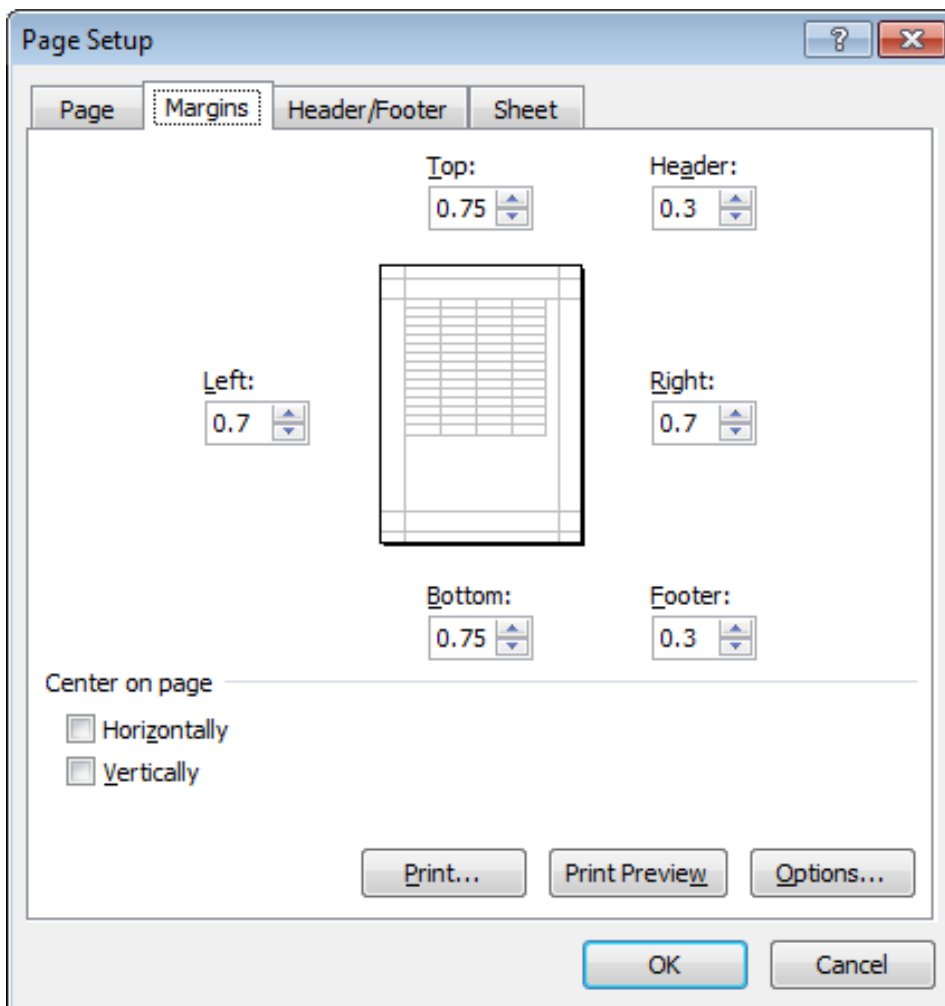 Page Setup
Page Margins Header/Footer Sheet
Top: Header:
0.75 0.3
Left: Right:
0.7 0.7
Bottom: Footer:
0.75 0.3
Center on page
Horizontally
Vertically
Print... Print Preview Options...
OK Cancel